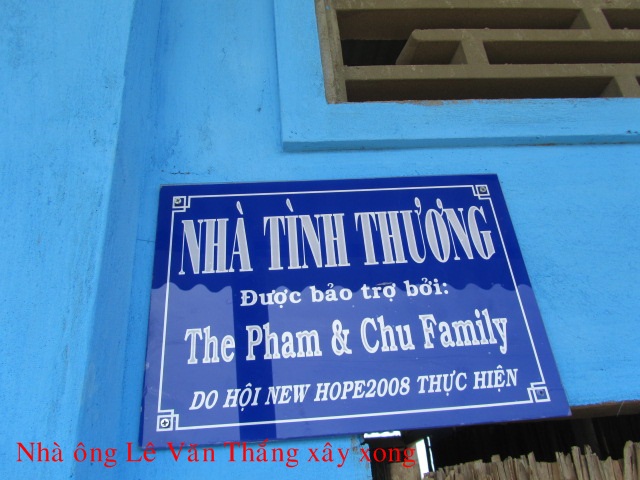 NHÀ TÌNH THƯƠNG
Được bảo trợ bởi:
The Pham & Chu Family
DO HỘI NEW HOPE2008 THỰC HIỆN
Nhà ông Lê Văn Thắng xây xong